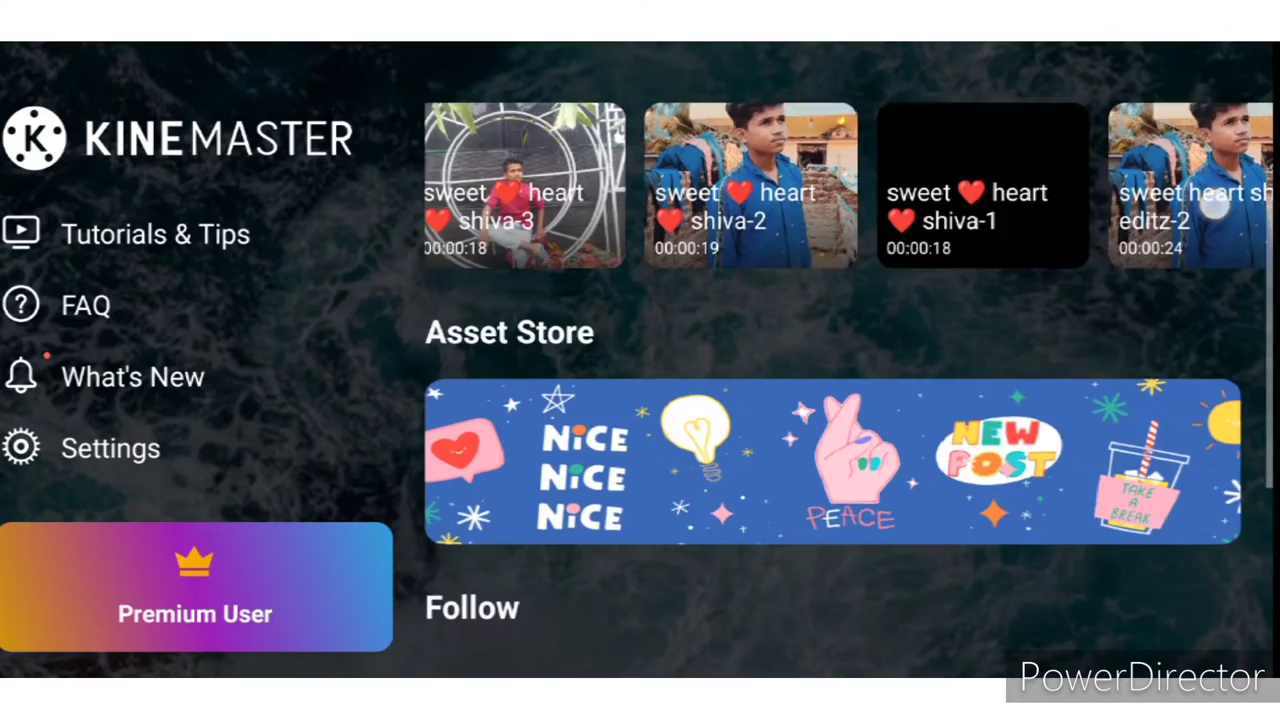 KINEMASTER
Tutorials & Tips
FAQ
What's New
Settings
Premium User
sweet ❤️ heart
❤️ shiva-3
00:00:18
sweet ❤️ heart
❤️ shiva-2
00:00:19
sweet ❤️ heart
❤️ shiva-1
00:00:18
sweet heart sh
editz-2
00:00:24
Asset Store
NiCE
NiCE
NiCE
PEACE
NEW
POST
TAKE
A
BREAK
Follow
PowerDirector